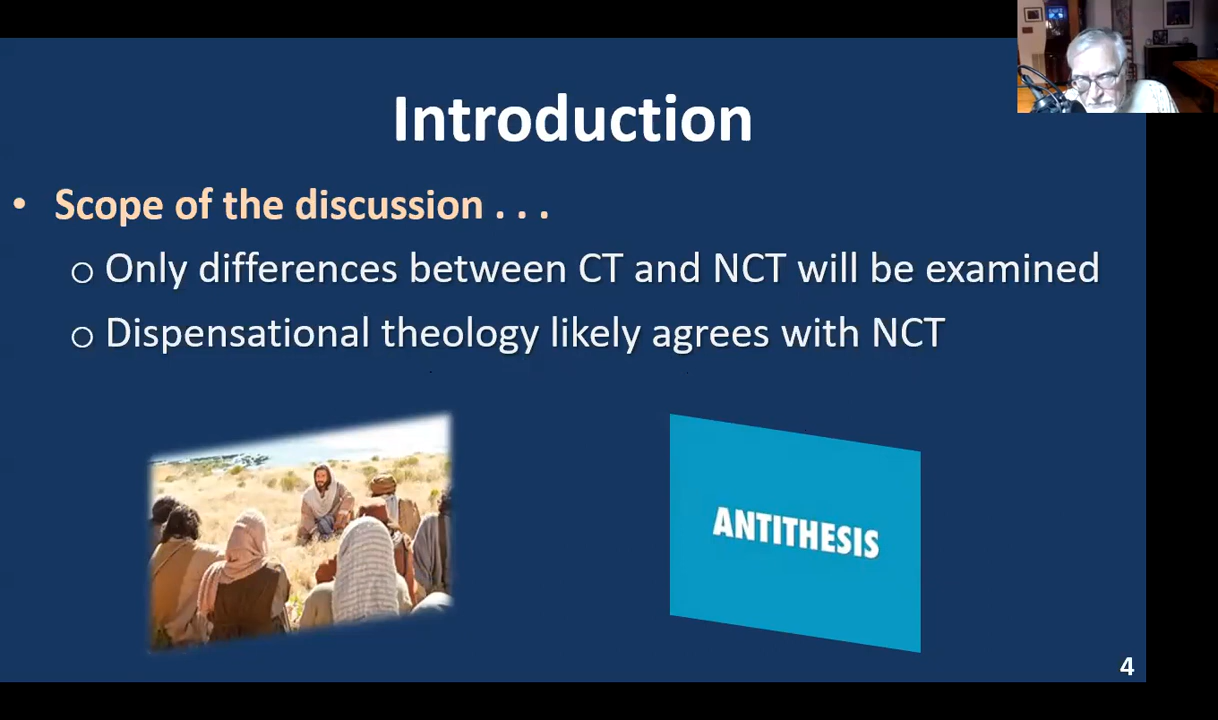 Introduction
• Scope of the discussion . . .
o Only differences between CT and NCT will be examined
o Dispensational theology likely agrees with NCT
ANTITHESIS
4